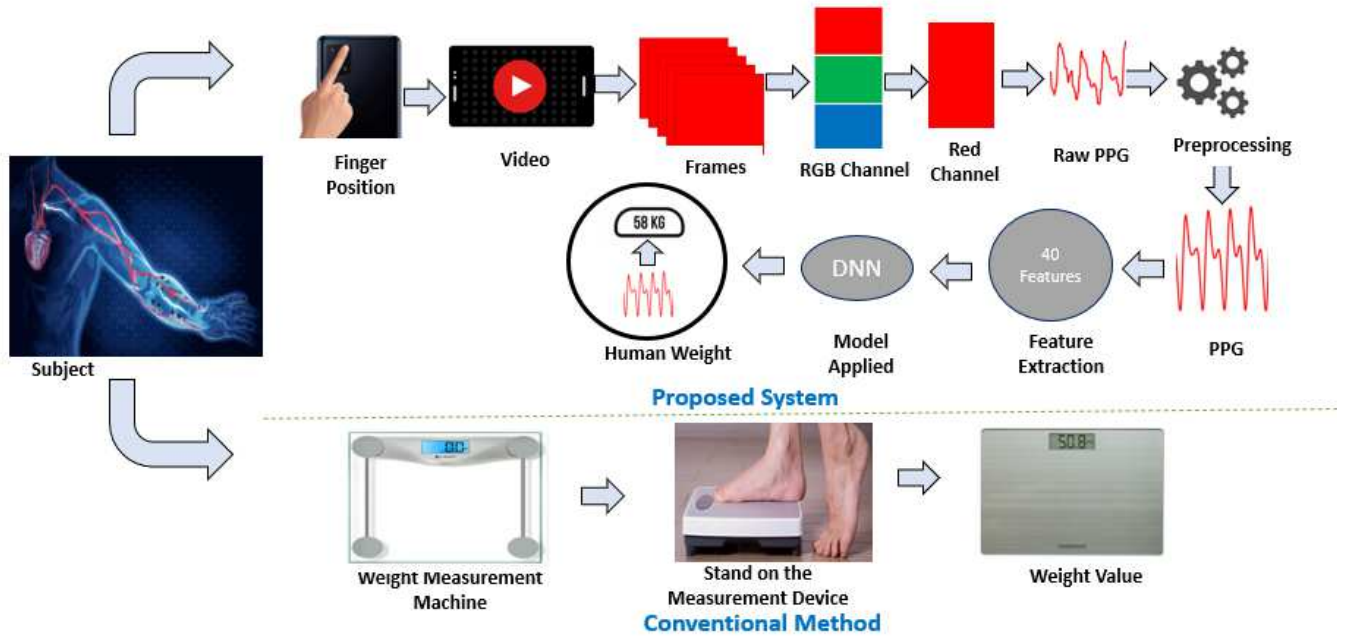 Finger
Position
Video
Frames
RGB Channel
Red
Channel
Raw PPG
Preprocessing
58 KG
DNN
40
Features
Human Weight
Model
Applied
Feature
Extraction
PPG
Subject
Proposed System
0.0
50.8
Weight Measurement
Machine
Stand on the
Measurement Device
Weight Value
Conventional Method